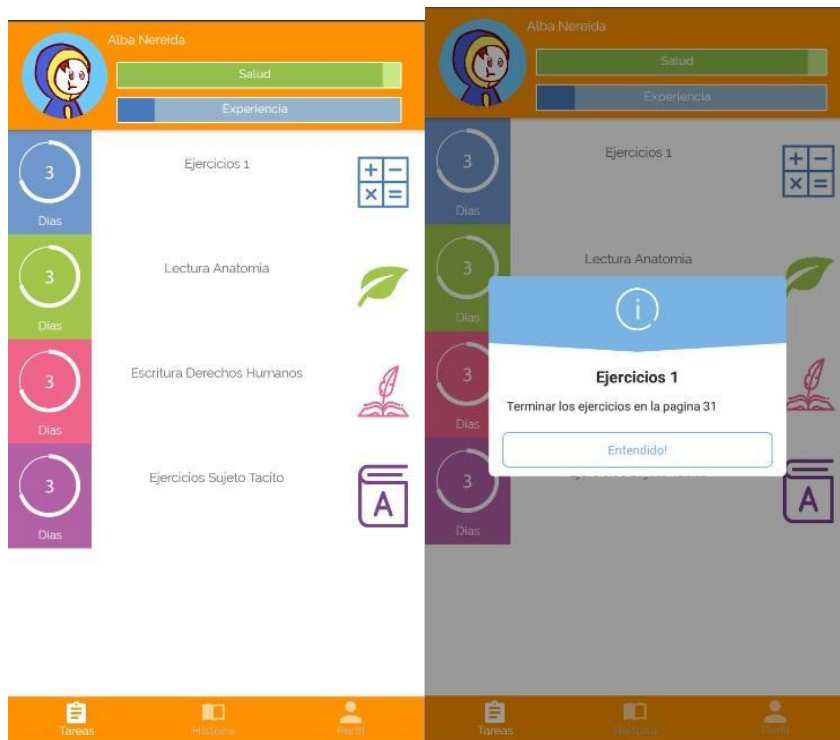 Alba Nereida
Salud
Experiencia
3
Dias
Ejercicios 1
3
Dias
Lectura Anatomia
3
Dias
Escritura Derechos Humanos
3
Dias
Ejercicios Sujeto Tacito
Tareas
Historia
Perfil
Alba Nereida
Salud
Experiencia
3
Dias
Ejercicios 1
3
Dias
Lectura Anatomia
3
Dias
3
Dias
A
A
i
Ejercicios 1
Terminar los ejercicios en la pagina 31
Entendido!
Tareas
Historia
Perfil